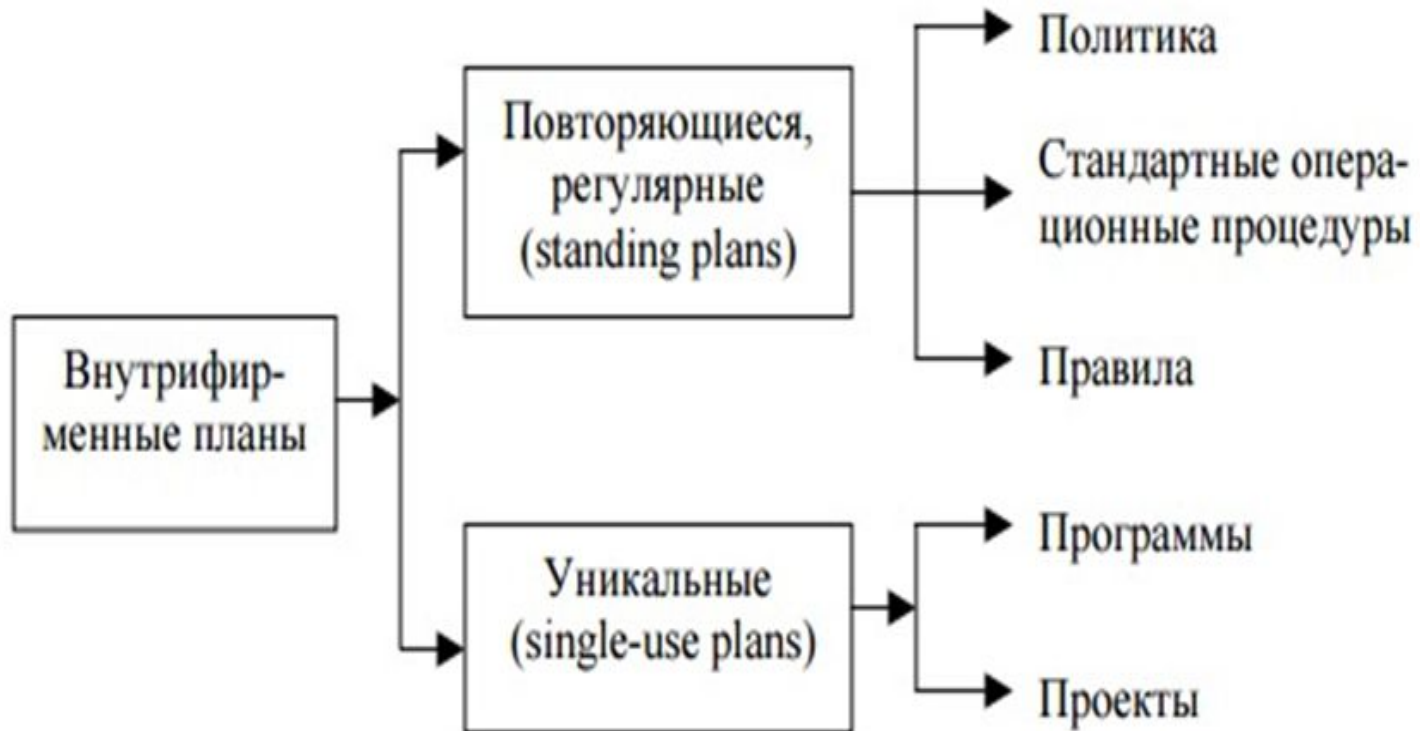 Внутрифир-
менные планы
Повторяющиеся,
регулярные
(standing plans)
Политика
Стандартные опера-
ционные процедуры
Правила
Уникальные
(single-use plans)
Программы
Проекты